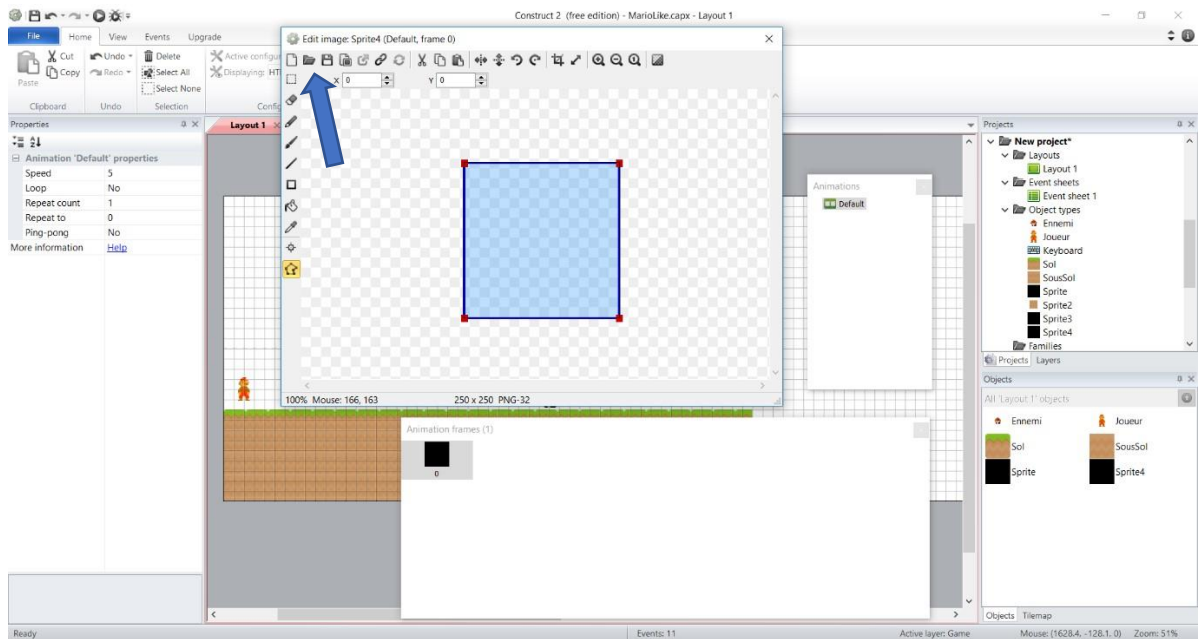 Construct 2 (free edition) - MarioLike.capx - Layout 1
File Home View Events Upgrade
Cut
Copy
Paste
Clipboard
Undo
Redo
Undo
Delete
Select All
Select None
Selection
Active configu
Displaying: HT
Config
Properties
Animation 'Default' properties
Speed 5
Loop No
Repeat count 1
Repeat to 0
Ping-pong No
More information Help
Layout 1
Edit image: Sprite4 (Default, frame 0)
X 0 Y 0
100% Mouse: 166, 163 250 x 250 PNG-32
Animations
Default
Animation frames (1)
0
Projects
New project*
Layouts
Layout 1
Event sheets
Event sheet 1
Object types
Ennemi
Joueur
Keyboard
Sol
SousSol
Sprite
Sprite2
Sprite3
Sprite4
Families
Projects Layers
Objects
All 'Layout 1' objects
Ennemi Joueur
Sol SousSol
Sprite Sprite4
Objects Tilemap
Ready Events: 11 Active layer: Game Mouse: (1628.4, -128.1, 0) Zoom: 51%